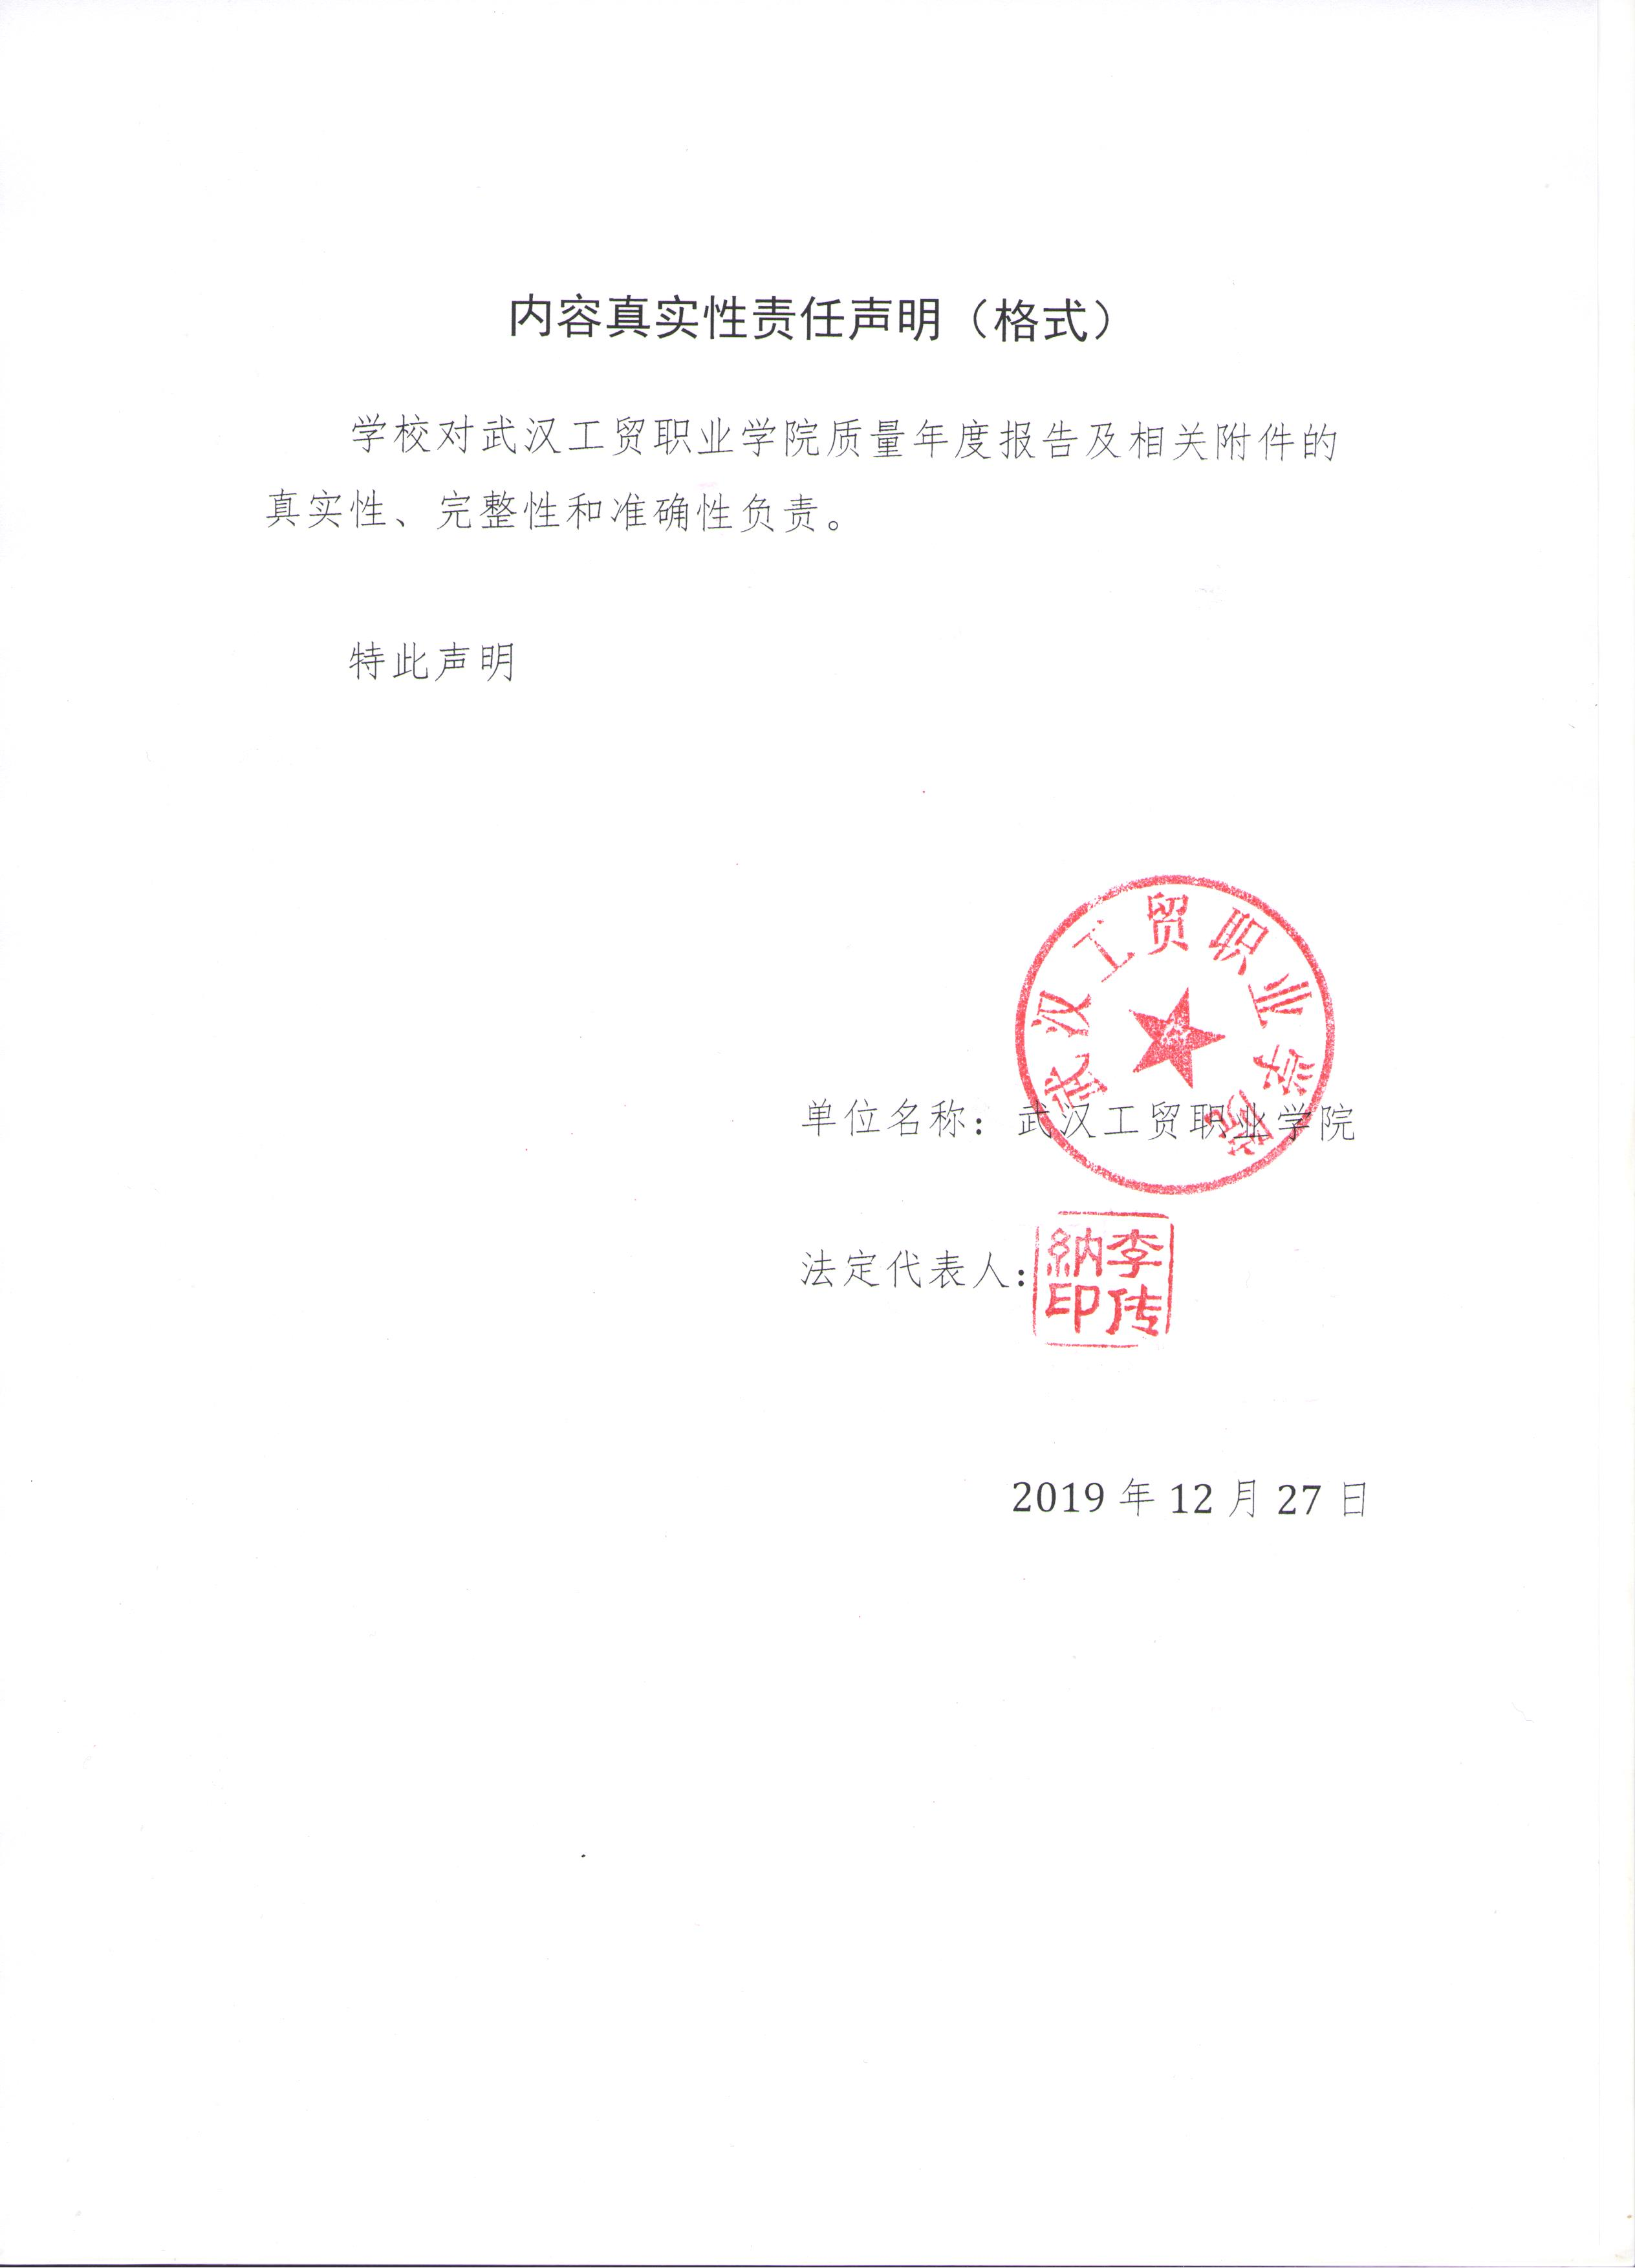 内容真实性责任声明（格式）
学校对武汉工贸职业学院质量年度报告及相关附件的
真实性、完整性和准确性负责。
特此声明
武汉工贸职业学院
单位名称：武汉工贸职业学院
法定代表人：
李传
納印
2019年12月27日